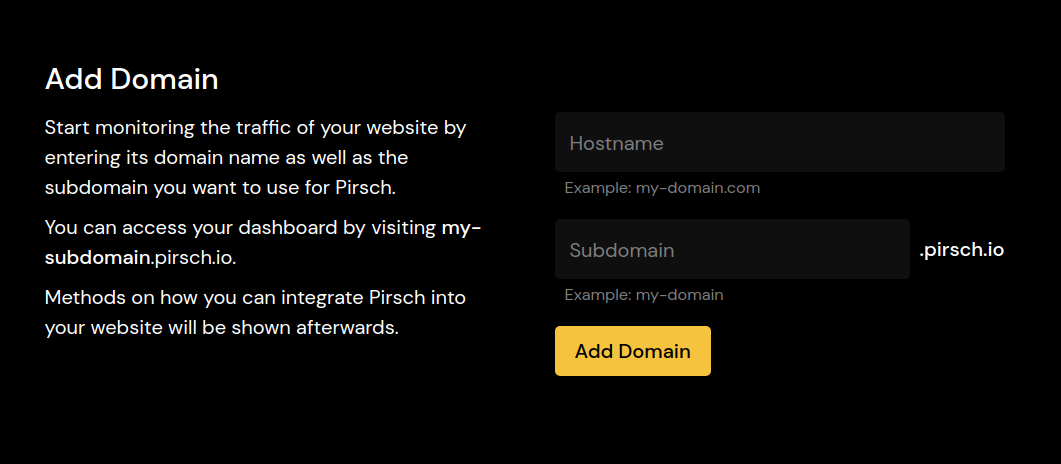 Add Domain
Start monitoring the traffic of your website by
entering its domain name as well as the
subdomain you want to use for Pirsch.
You can access your dashboard by visiting my-
subdomain.pirsch.io.
Methods on how you can integrate Pirsch into
your website will be shown afterwards.
Hostname
Example: my-domain.com
Subdomain .pirsch.io
Example: my-domain
Add Domain